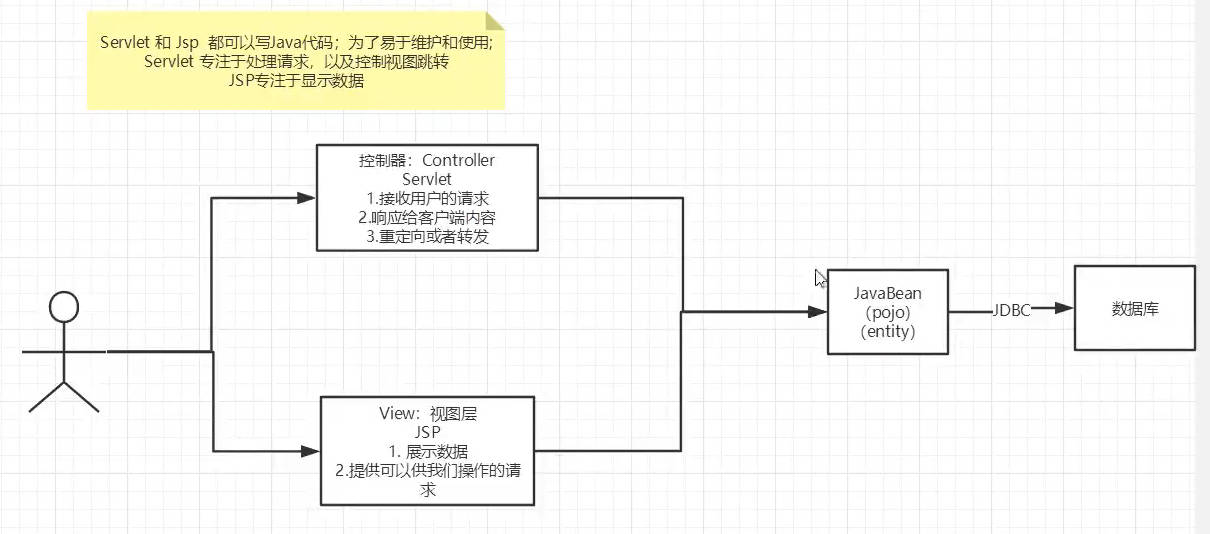 Servlet 和 Jsp 都可以写Java代码；为了易于维护和使用;
Servlet 专注于处理请求，以及控制视图跳转
JSP专注于显示数据
控制器：Controller
Servlet
1.接收用户的请求
2.响应给客户端内容
3.重定向或者转发
View：视图层
JSP
1. 展示数据
2.提供可以供我们操作的请
求
JavaBean
（pojo）
（entity）
JDBC
数据库